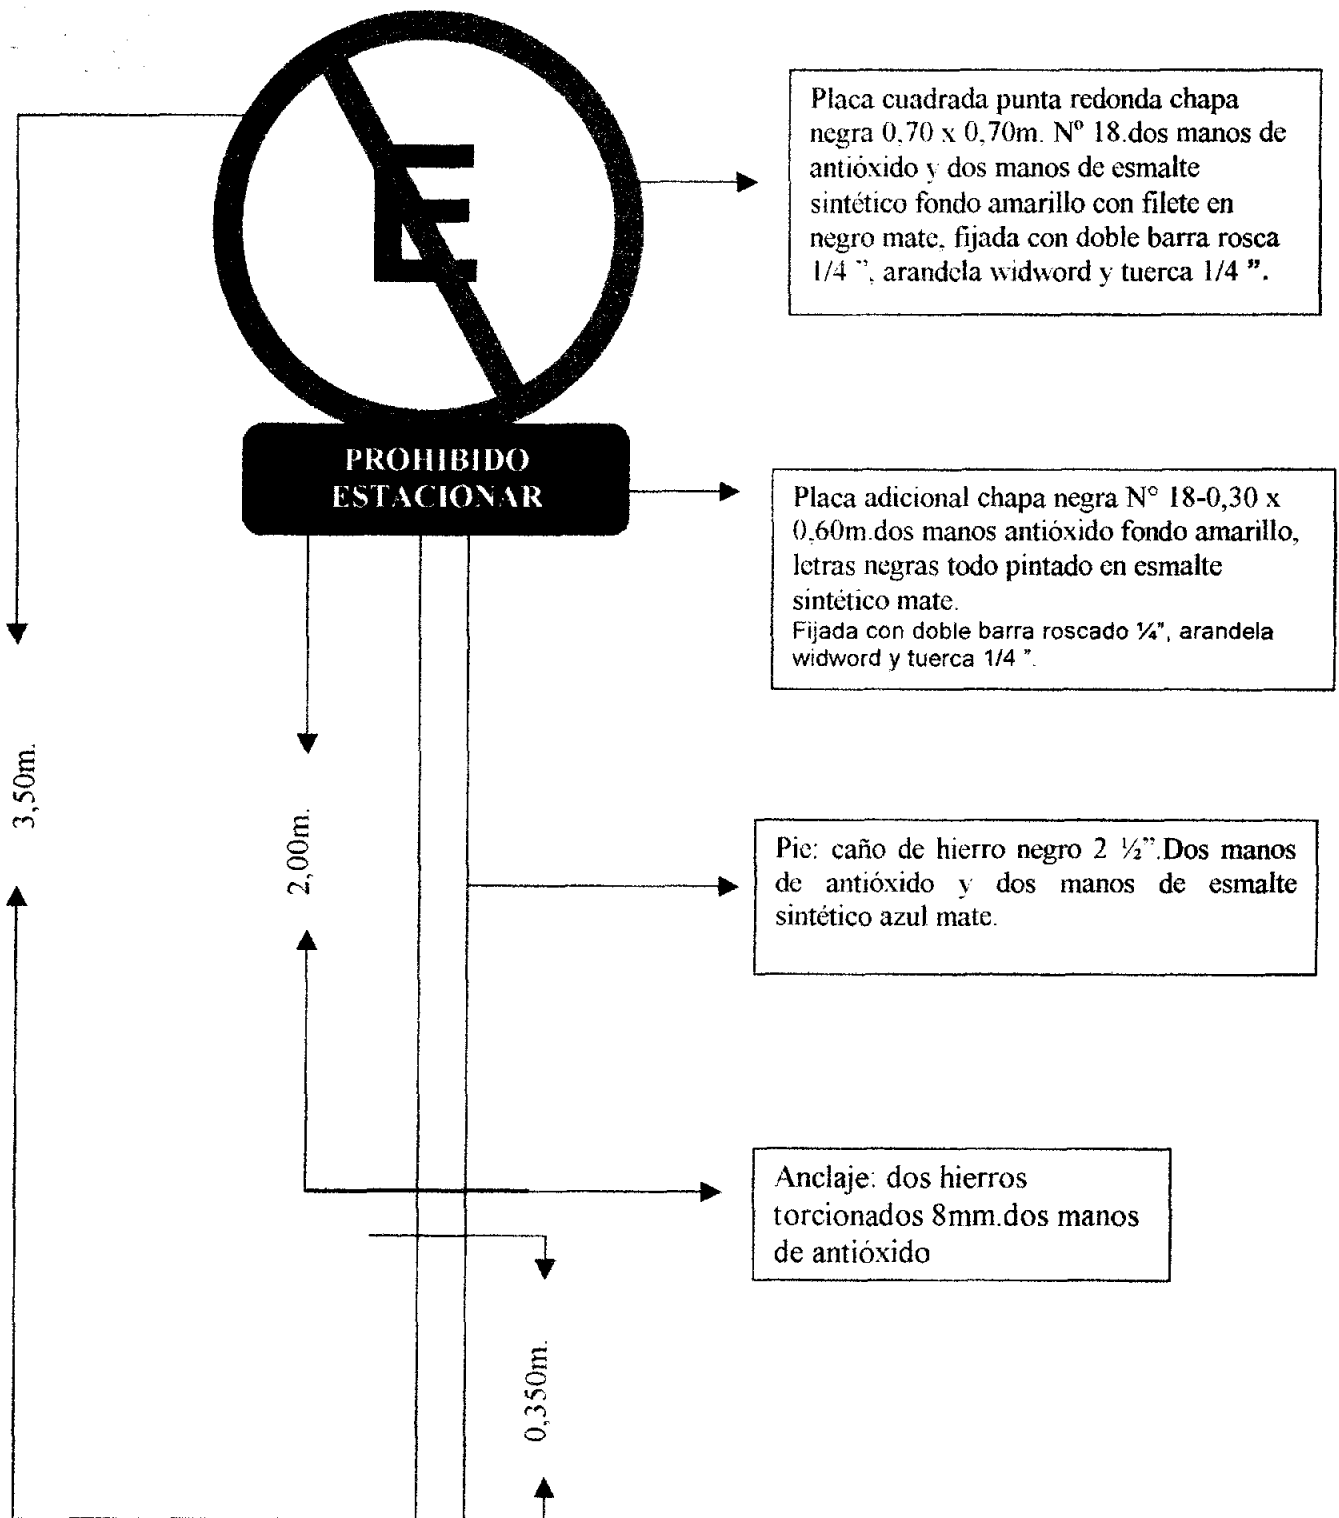 E
Placa cuadrada punta redonda chapa
negra 0,70 x 0,70m. Nº 18.dos manos de
antióxido y dos manos de esmalte
sintético fondo amarillo con filete en
negro mate, fijada con doble barra rosca
1/4 ”, arandela widword y tuerca 1/4 ”.
PROHIBIDO
ESTACIONAR
Placa adicional chapa negra N° 18-0,30 x
0,60m.dos manos antióxido fondo amarillo,
letras negras todo pintado en esmalte
sintético mate.
Fijada con doble barra roscado ¼”, arandela
widword y tuerca 1/4 ”.
3,50m.
2,00m.
Pie: caño de hierro negro 2 ½”.Dos manos
de antióxido y dos manos de esmalte
sintético azul mate.
Anclaje: dos hierros
torcionados 8mm.dos manos
de antióxido
0,350m.